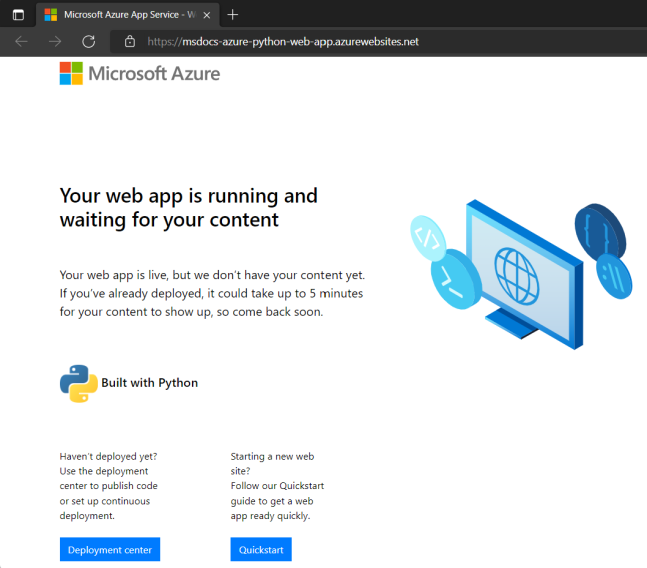 Microsoft Azure App Service - W
https://msdocs-azure-python-web-app.azurewebsites.net
Microsoft Azure
Your web app is running and
waiting for your content
Your web app is live, but we don't have your content yet.
If you've already deployed, it could take up to 5 minutes
for your content to show up, so come back soon.
Built with Python
Haven't deployed yet?
Use the deployment
center to publish code
or set up continuous
deployment.
Deployment center
Starting a new web
site?
Follow our Quickstart
guide to get a web
app ready quickly.
Quickstart